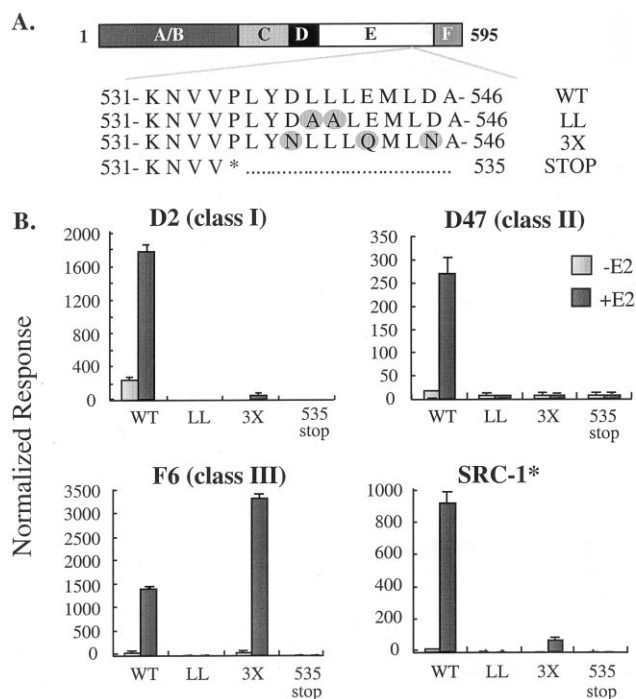 A.
1 A/B C D E F 595
531- K N V V P L Y D L L L E M L D A- 546 WT
531- K N V V P L Y D A A L E M L D A- 546 LL
531- K N V V P L Y N L L L Q M L N A- 546 3X
531- K N V V * ........................................ 535 STOP
B.
D2 (class I)
D47 (class II)
Normalized Response
2000
1600
1200
800
400
0
WT LL 3X 535
stop
350
300
250
200
150
100
50
0
WT LL 3X 535
stop
-E2
+E2
F6 (class III)
SRC-1*
3500
3000
2500
2000
1500
1000
500
0
WT LL 3X 535
stop
1000
800
600
400
200
0
WT LL 3X 535
stop